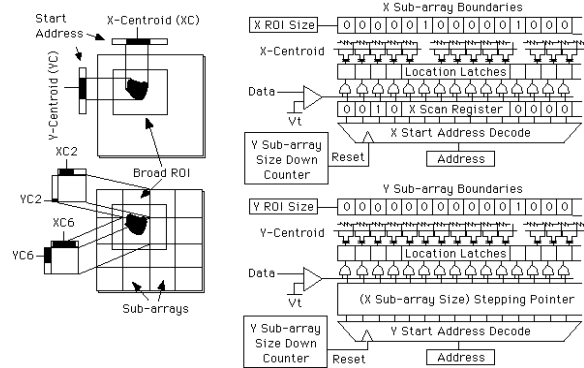 Start
Address
X-Centroid (XC)
Y-Centroid (YC)
Broad ROI
XC2
YC2
XC6
YC6
Sub-arrays
X Sub-array Boundaries
X ROI Size
0 0 0 0 1 0 0 0 0 1 0 0 0
X-Centroid
Location Latches
Data
Vt
0 0 1 0
X Scan Register
0 0 0 0
X Start Address Decode
Y Sub-array
Size Down
Counter
Reset
Address
Y Sub-array Boundaries
Y ROI Size
0 0 0 0 0 0 0 0 0 1 0 0 0
Y-Centroid
Location Latches
Data
Vt
(X Sub-array Size) Stepping Pointer
Y Start Address Decode
Y Sub-array
Size Down
Counter
Reset
Address